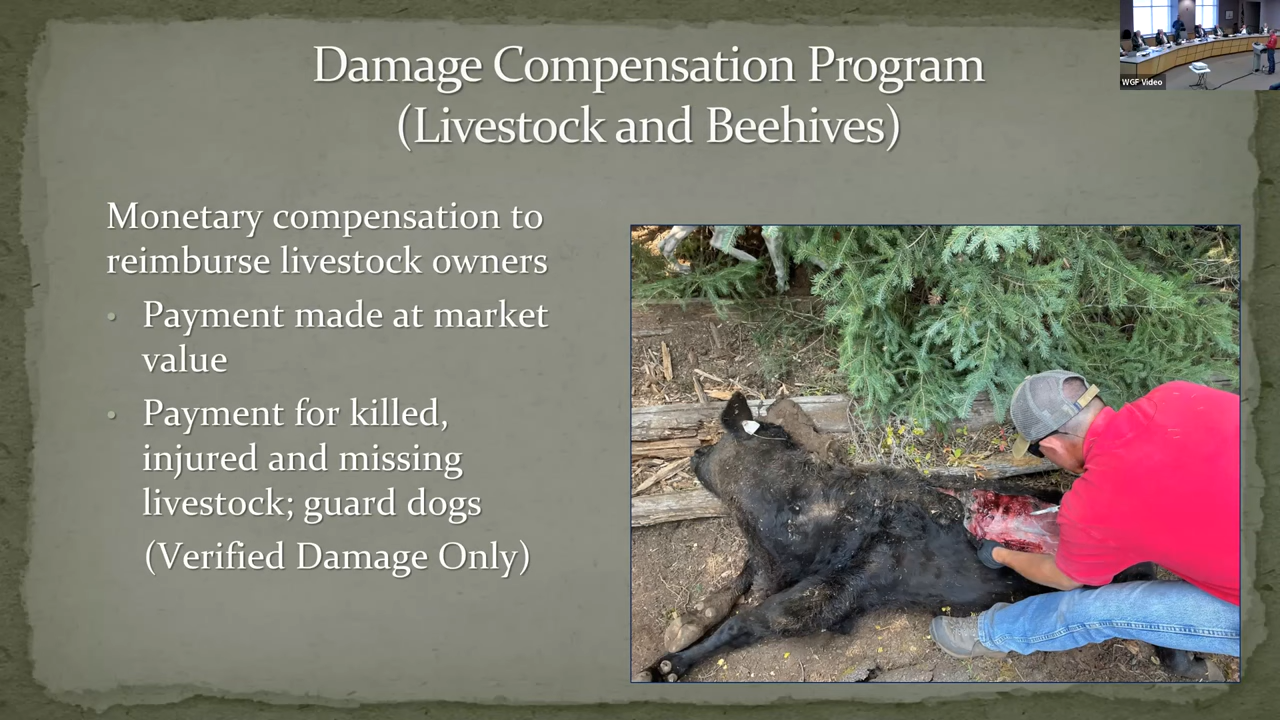 Damage Compensation Program
(Livestock and Beehives)
WGF Video
Monetary compensation to
reimburse livestock owners
• Payment made at market
value
• Payment for killed,
injured and missing
livestock; guard dogs
(Verified Damage Only)